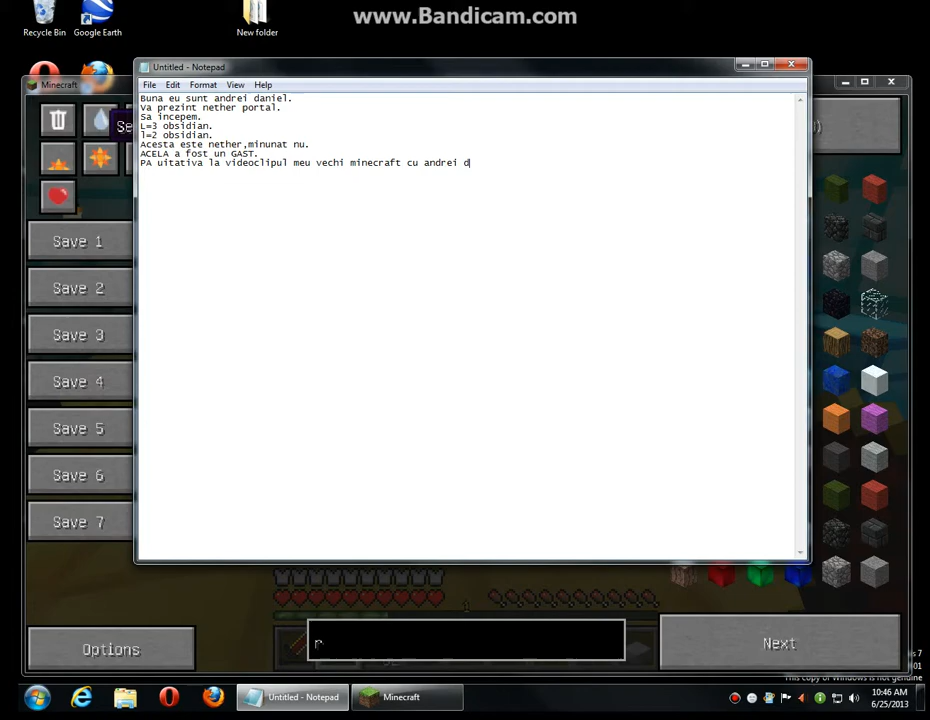 www.Bandicam.com
Recycle Bin
Google Earth
New folder
Minecraft
Untitled - Notepad
File Edit Format View Help
Buna eu sunt andrei daniel.
Va prezint nether portal.
Sa incepem.
L=3 obsidian.
l=2 obsidian.
Acesta este nether,minunat nu.
ACELA a fost un GAST.
PA uitativa la videoclipul meu vechi minecraft cu andrei d
Save 1
Save 2
Save 3
Save 4
Save 5
Save 6
Save 7
r
Options
Next
This copy of Windows is not genuine
Untitled - Notepad
Minecraft
10:46 AM
6/25/2013